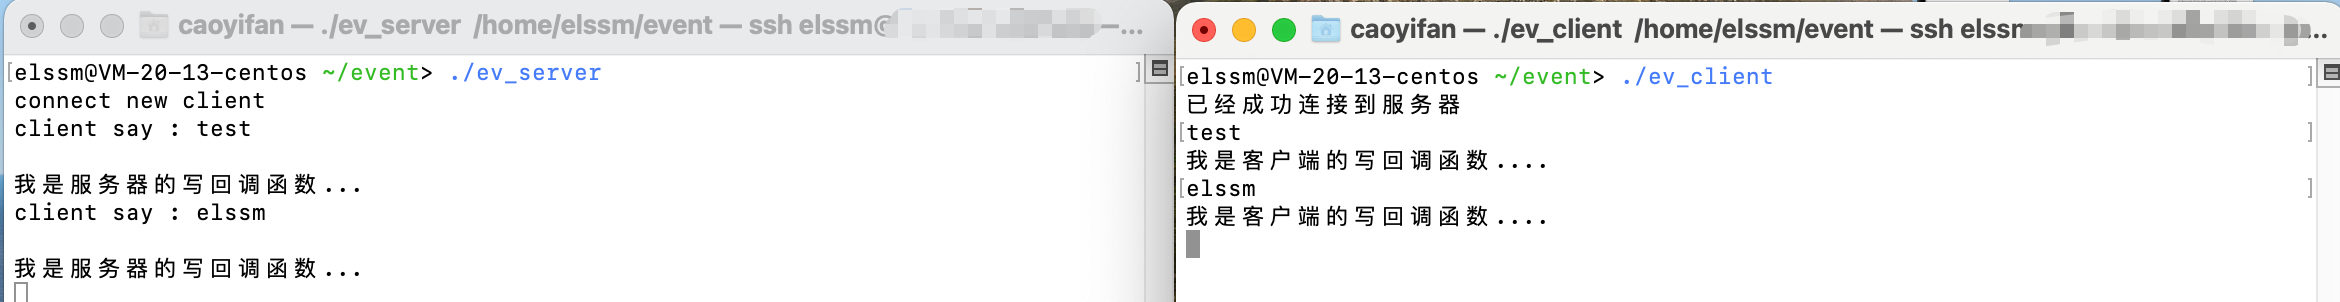 caoyifan — ./ev_server /home/elssm/event — ssh elssm@ —...
elssm@VM-20-13-centos ~/event> ./ev_server
connect new client
client say : test
我是服务器的写回调函数...
client say : elssm
我是服务器的写回调函数...
caoyifan — ./ev_client /home/elssm/event — ssh elssm ...
elssm@VM-20-13-centos ~/event> ./ev_client
已经成功连接到服务器
test
我是客户端的写回调函数....
elssm
我是客户端的写回调函数....